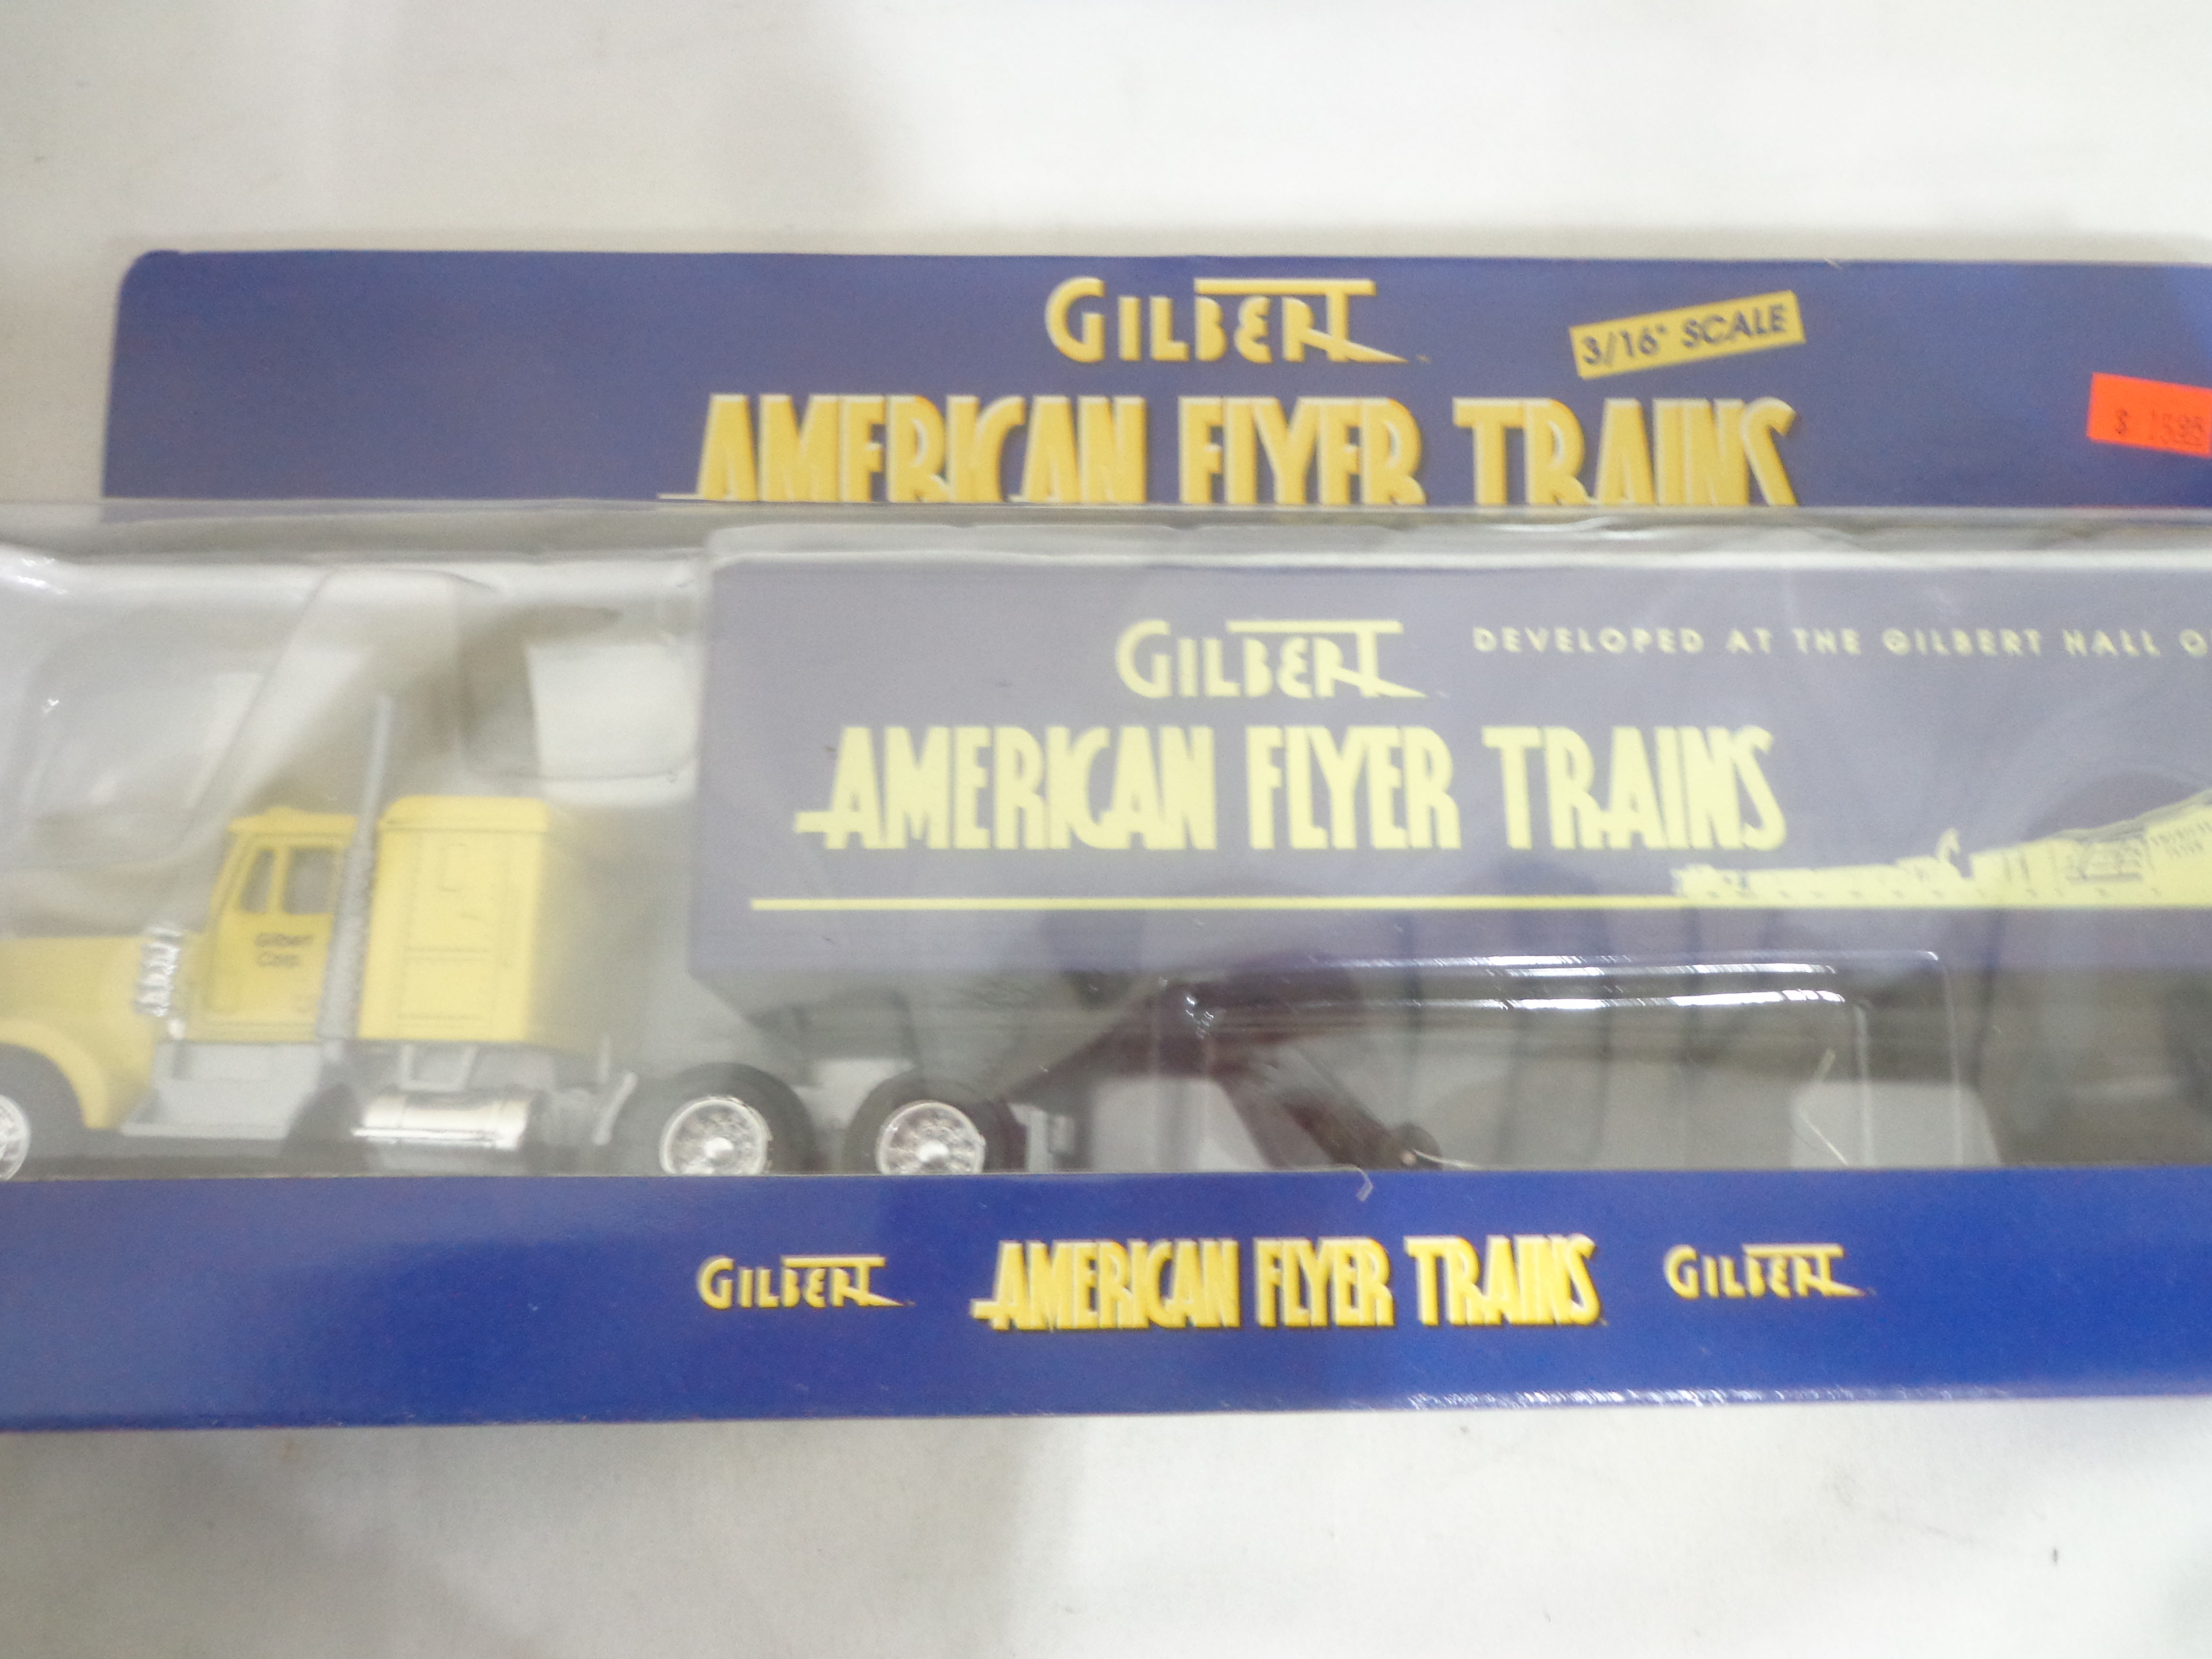 GILBERT
3/16" SCALE
AMERICAN FLYER TRAINS
$ 1595
GILBERT
DEVELOPED AT THE GILBERT HALL O
AMERICAN FLYER TRAINS
Gilbert
Corp.
GILBERT AMERICAN FLYER TRAINS GILBERT